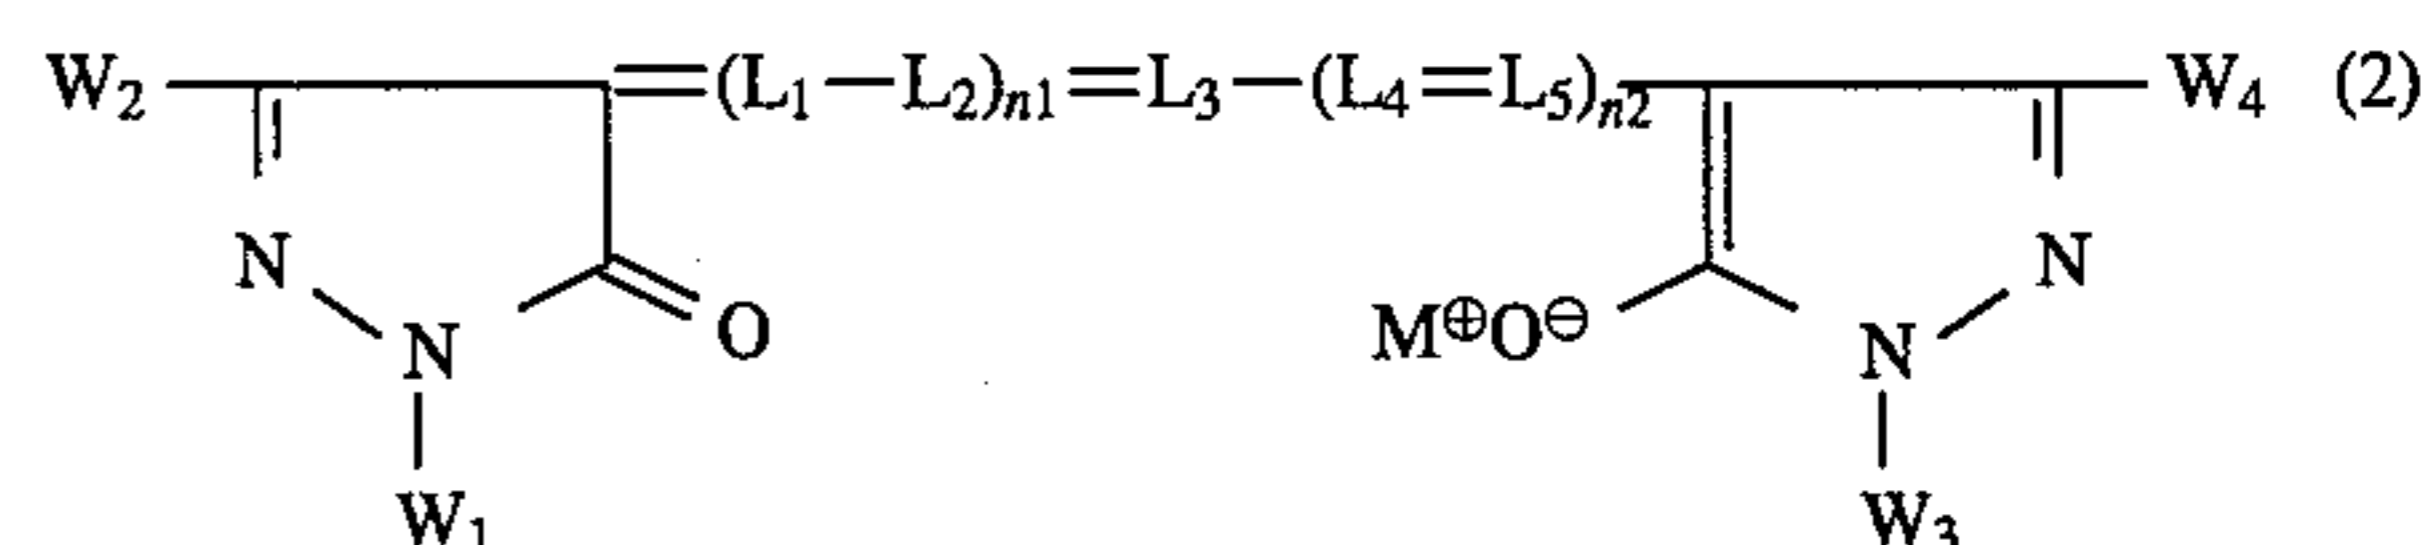 W₂ =(L₁—L₂)ₙ₁=L₃—(L₄=L₅)ₙ₂ W₄ (2)
N N
N O M⊕O⊖ N
W₁ W₃